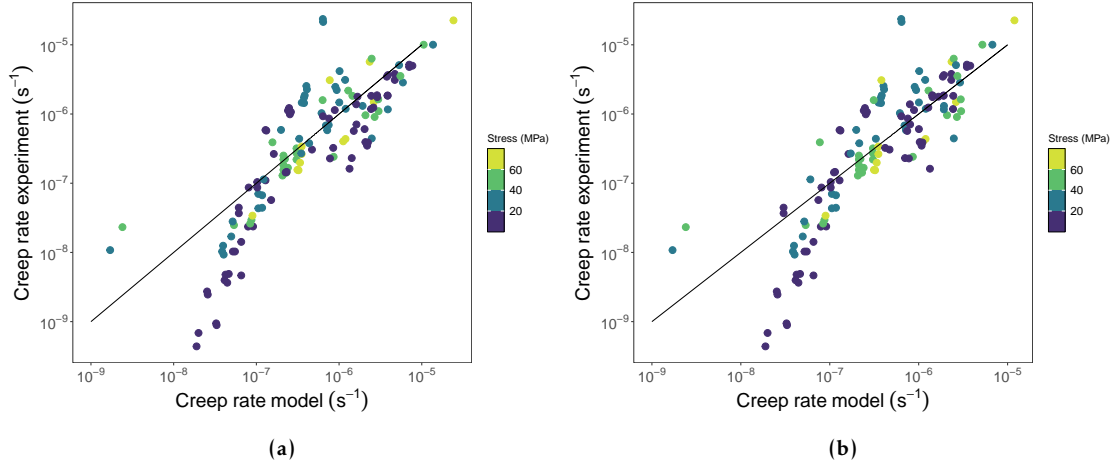 Creep rate experiment (s⁻¹)
10⁻⁵
10⁻⁶
10⁻⁷
10⁻⁸
10⁻⁹
10⁻⁹ 10⁻⁸ 10⁻⁷ 10⁻⁶ 10⁻⁵
Creep rate model (s⁻¹)
Stress (MPa)
60
40
20
(a)
Creep rate experiment (s⁻¹)
10⁻⁵
10⁻⁶
10⁻⁷
10⁻⁸
10⁻⁹
10⁻⁹ 10⁻⁸ 10⁻⁷ 10⁻⁶ 10⁻⁵
Creep rate model (s⁻¹)
Stress (MPa)
60
40
20
(b)